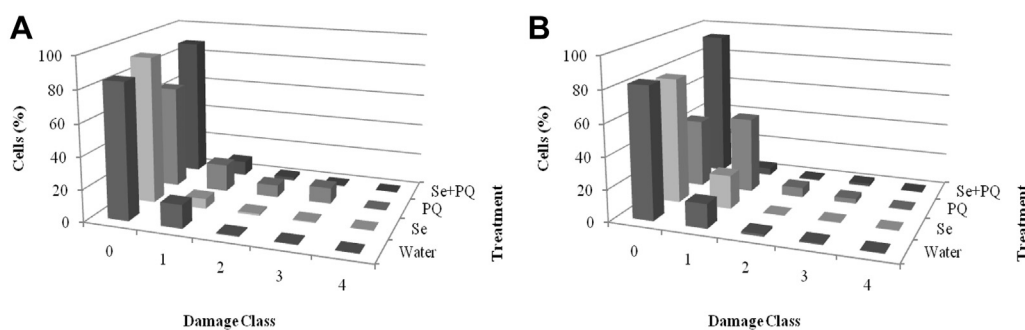 A
B
100
80
60
40
20
0
Cells (%)
0
1
2
3
4
Damage Class
Se+PQ
PQ
Se
Water
Treatment
100
80
60
40
20
0
Cells (%)
0
1
2
3
4
Damage Class
Se+PQ
PQ
Se
Water
Treatment